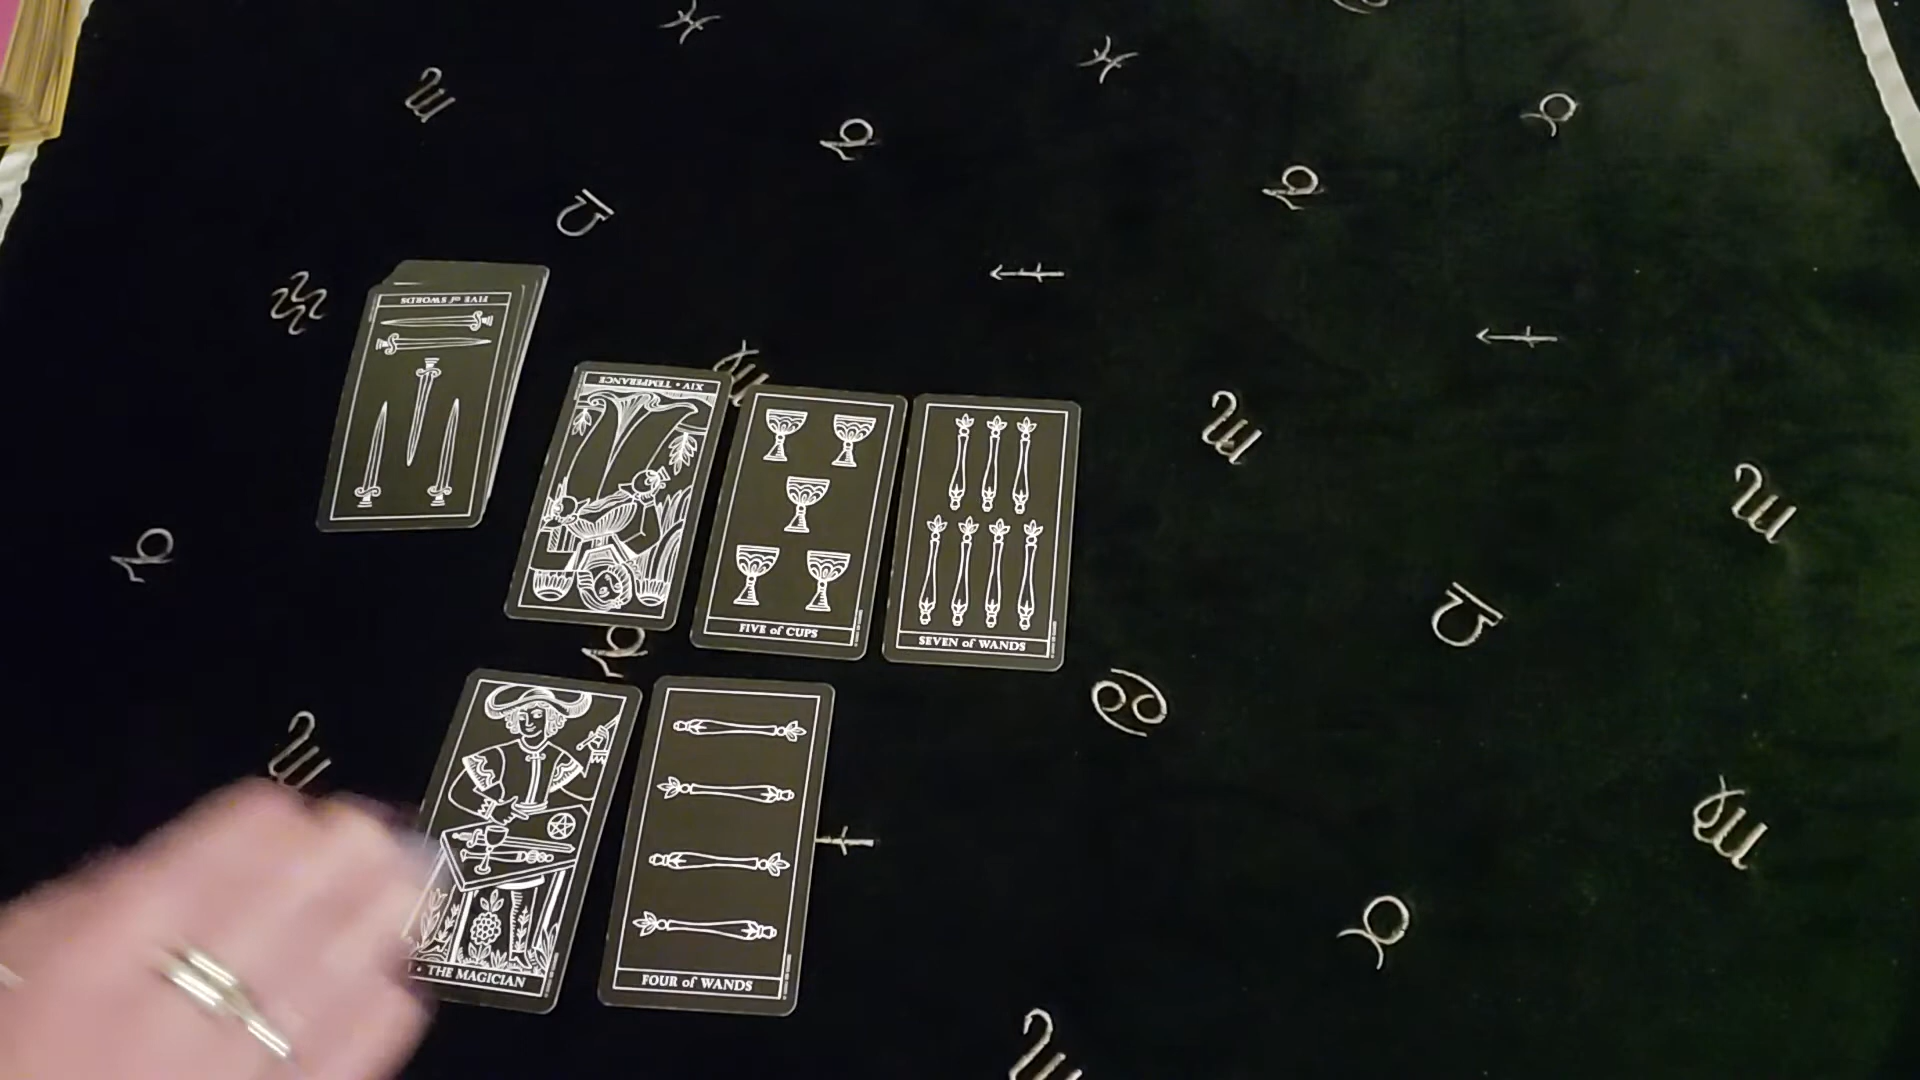 FIVE of SWORDS
XIV • TEMPERANCE
FIVE of CUPS
SEVEN of WANDS
• THE MAGICIAN
FOUR of WANDS